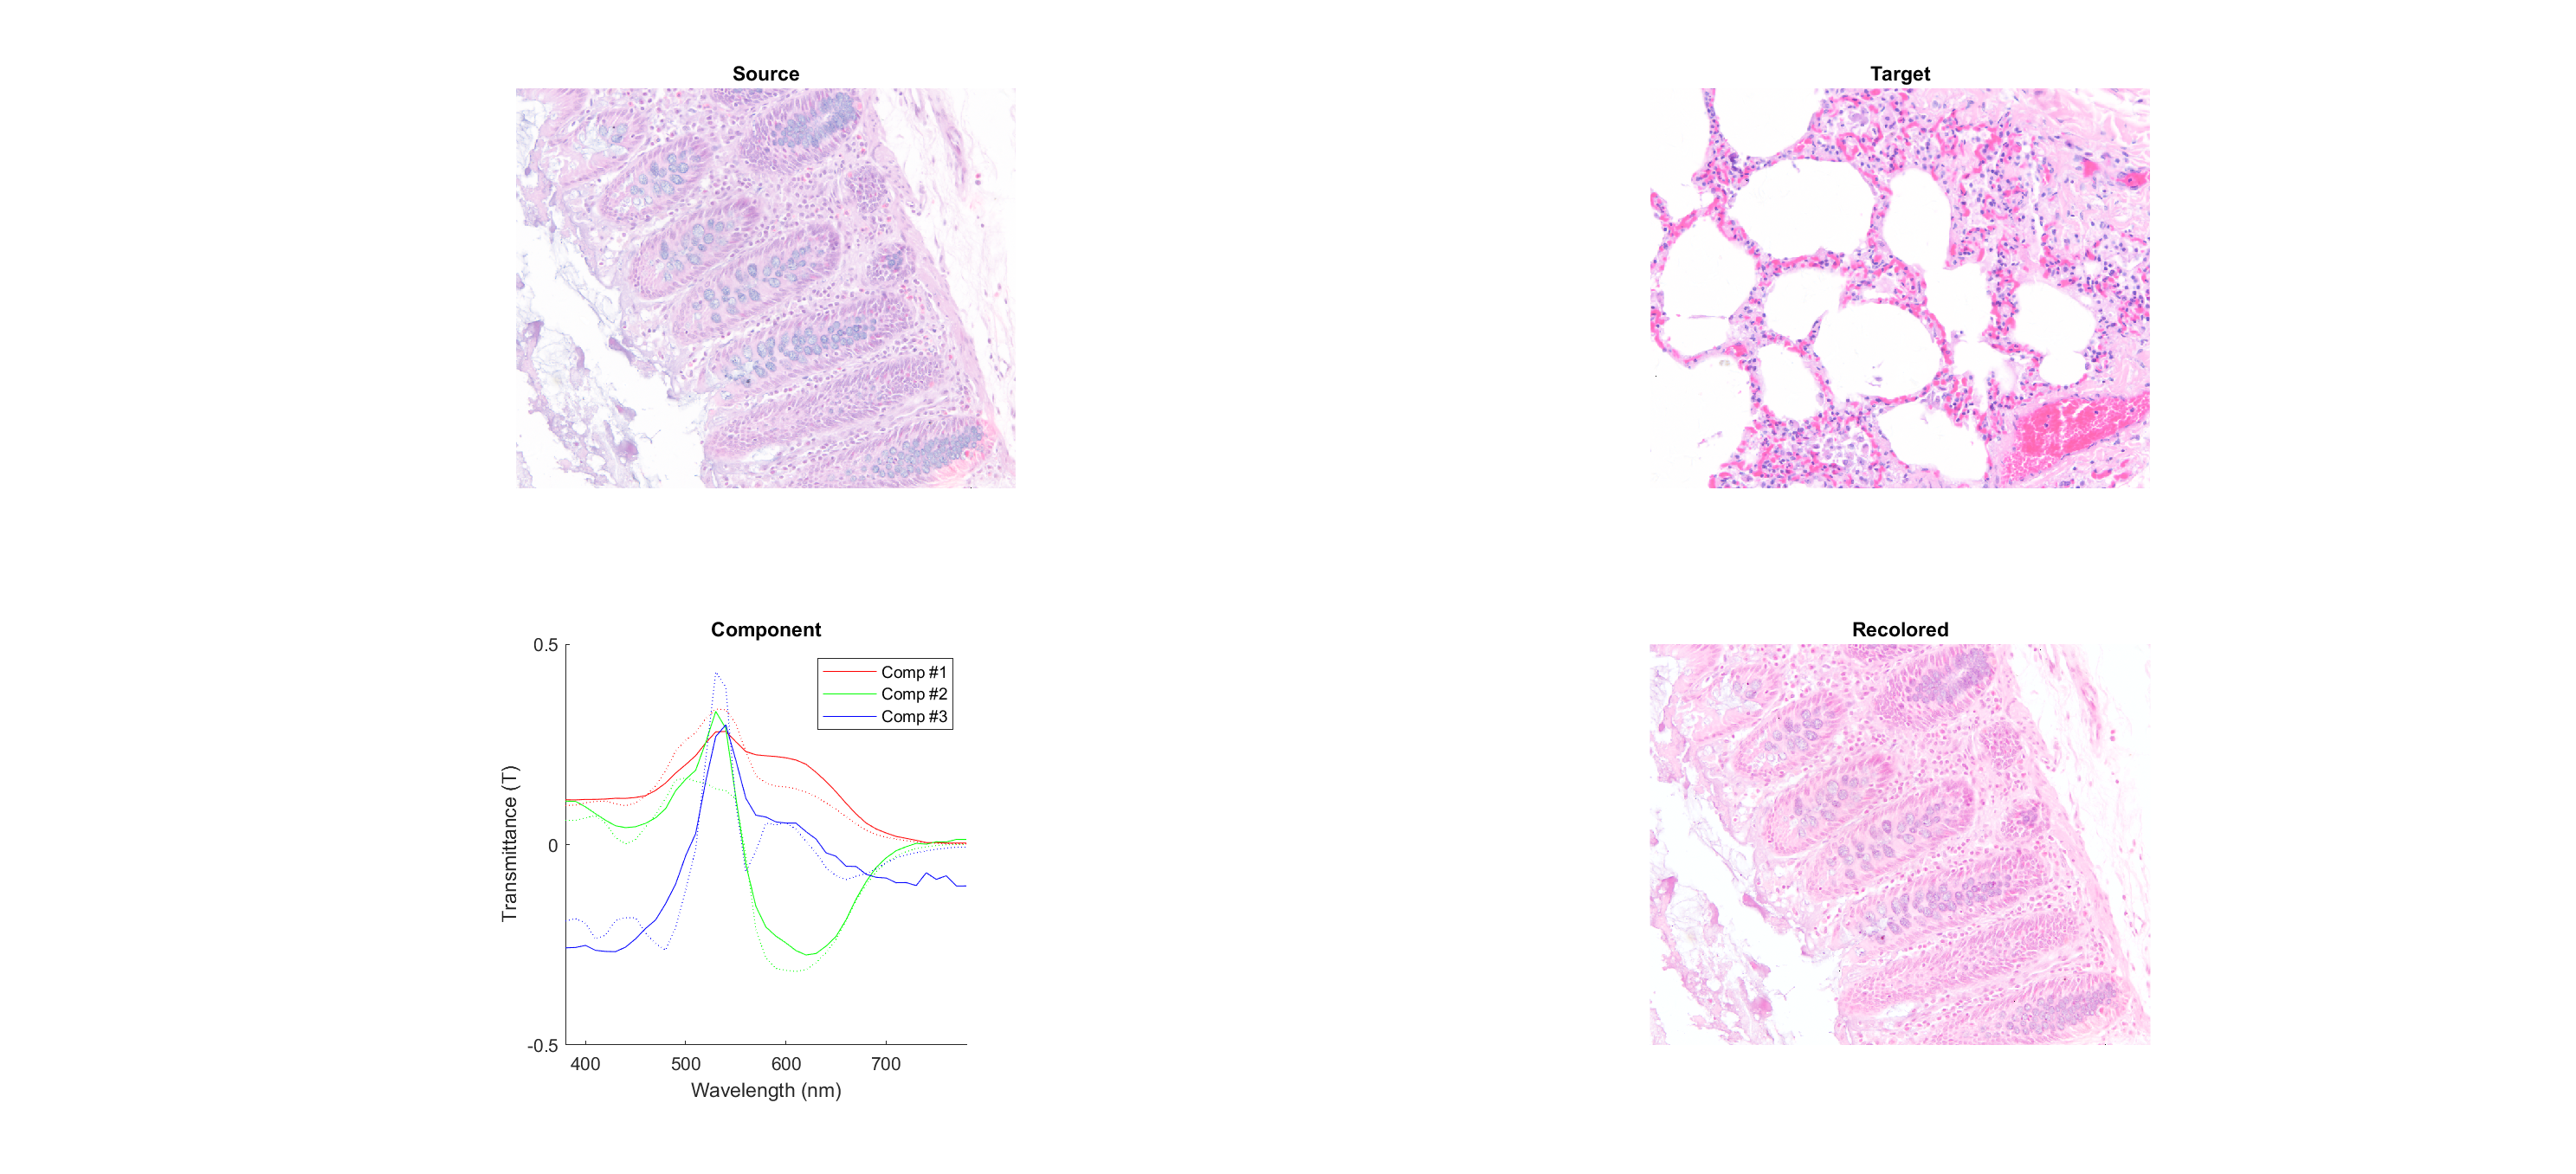 Source
Target
Component
0.5
0
-0.5
Transmittance (T)
400 500 600 700
Wavelength (nm)
Comp #1
Comp #2
Comp #3
Recolored